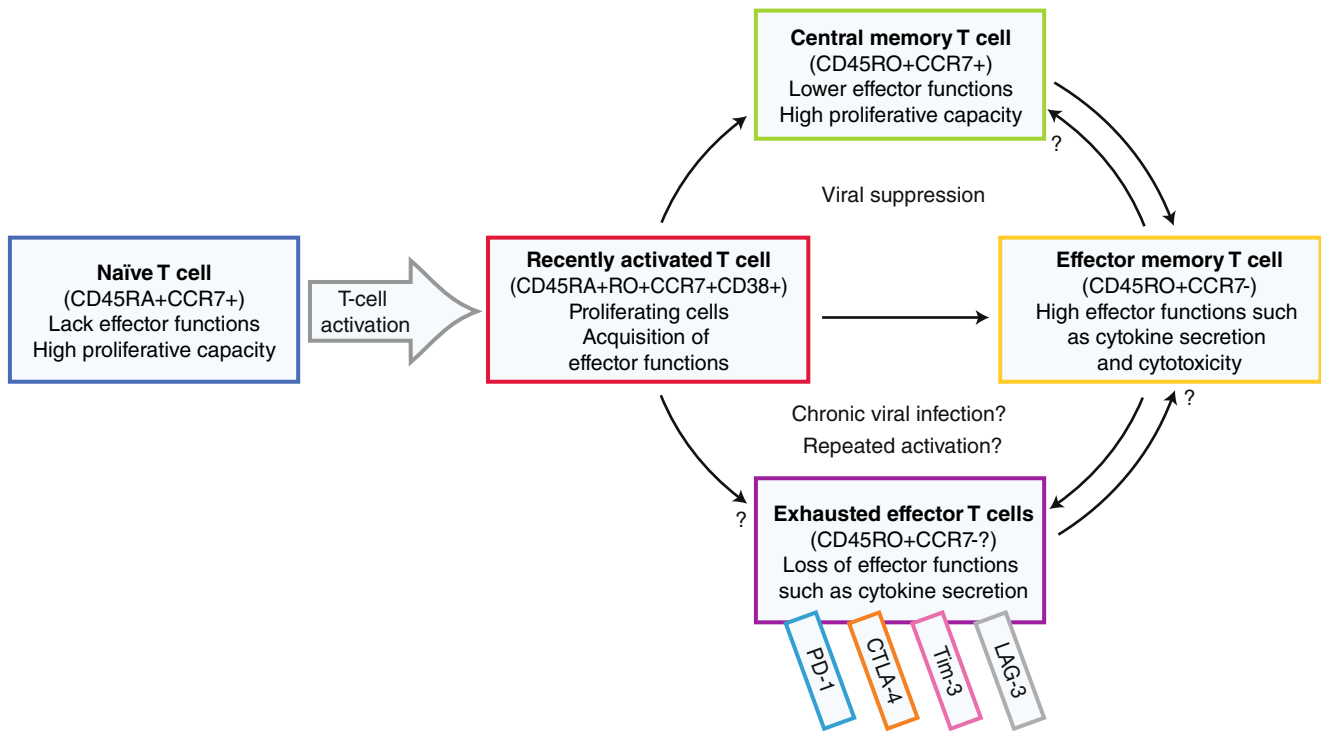 Central memory T cell
(CD45RO+CCR7+)
Lower effector functions
High proliferative capacity
?
Viral suppression
Naïve T cell
(CD45RA+CCR7+)
Lack effector functions
High proliferative capacity
T-cell
activation
Recently activated T cell
(CD45RA+RO+CCR7+CD38+)
Proliferating cells
Acquisition of
effector functions
Effector memory T cell
(CD45RO+CCR7-)
High effector functions such
as cytokine secretion
and cytotoxicity
?
Chronic viral infection?
Repeated activation?
?
Exhausted effector T cells
(CD45RO+CCR7-?)
Loss of effector functions
such as cytokine secretion
PD-1
CTLA-4
Tim-3
LAG-3